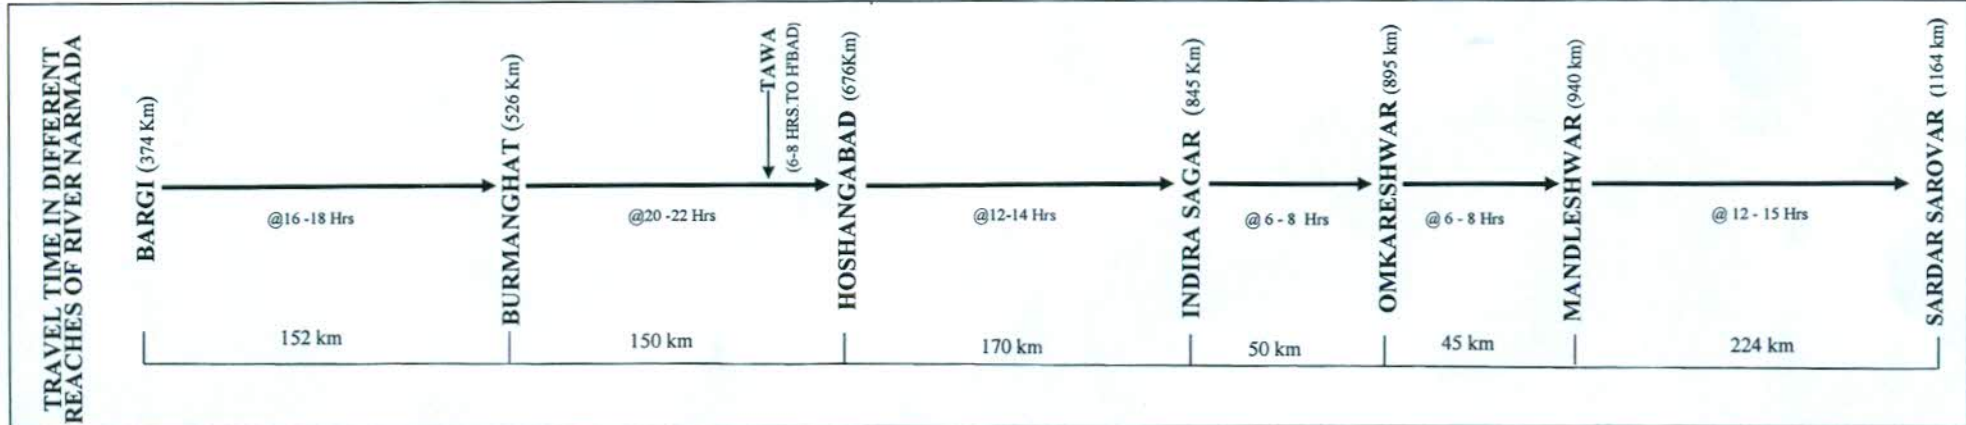 TRAVEL TIME IN DIFFERENT
REACHES OF RIVER NARMADA
BARGI (374 Km)
@16 -18 Hrs
152 km
BURMANGHAT (526 Km)
@20 -22 Hrs
150 km
TAWA
(6-8 HRS.TO H'BAD)
HOSHANGABAD (676Km)
@12-14 Hrs
170 km
INDIRA SAGAR (845 Km)
@ 6 - 8 Hrs
50 km
OMKARESHWAR (895 km)
@ 6 - 8 Hrs
45 km
MANDLESHWAR (940 km)
@ 12 - 15 Hrs
224 km
SARDAR SAROVAR (1164 km)